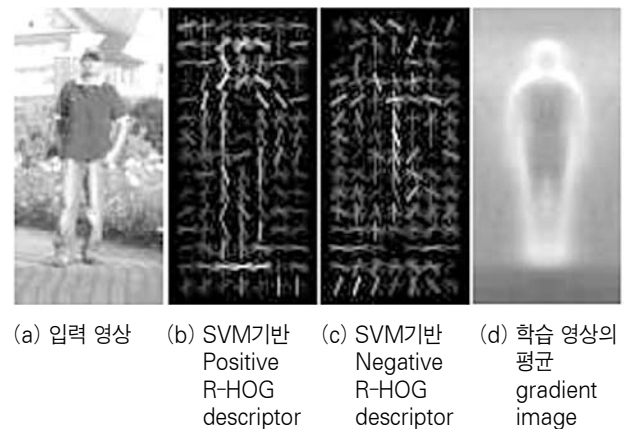 (a) 입력 영상
(b) SVM기반
Positive
R-HOG
descriptor
(c) SVM기반
Negative
R-HOG
descriptor
(d) 학습 영상의
평균
gradient
image